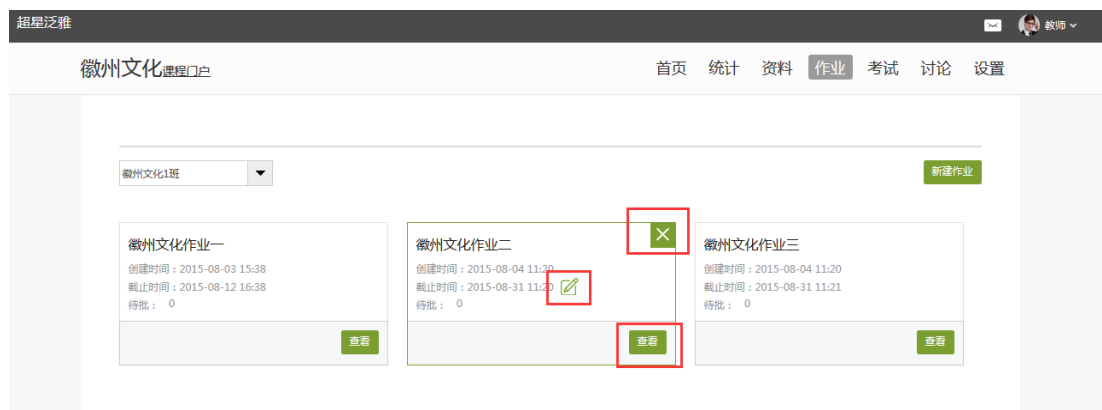 超星泛雅
教师
徽州文化课程门户
首页 统计 资料 作业 考试 讨论 设置
徽州文化1班
新建作业
徽州文化作业一
创建时间：2015-08-03 15:38
截止时间：2015-08-12 16:38
待批： 0
查看
徽州文化作业二
创建时间：2015-08-04 11:20
截止时间：2015-08-31 11:20
待批： 0
查看
徽州文化作业三
创建时间：2015-08-04 11:20
截止时间：2015-08-31 11:21
待批： 0
查看